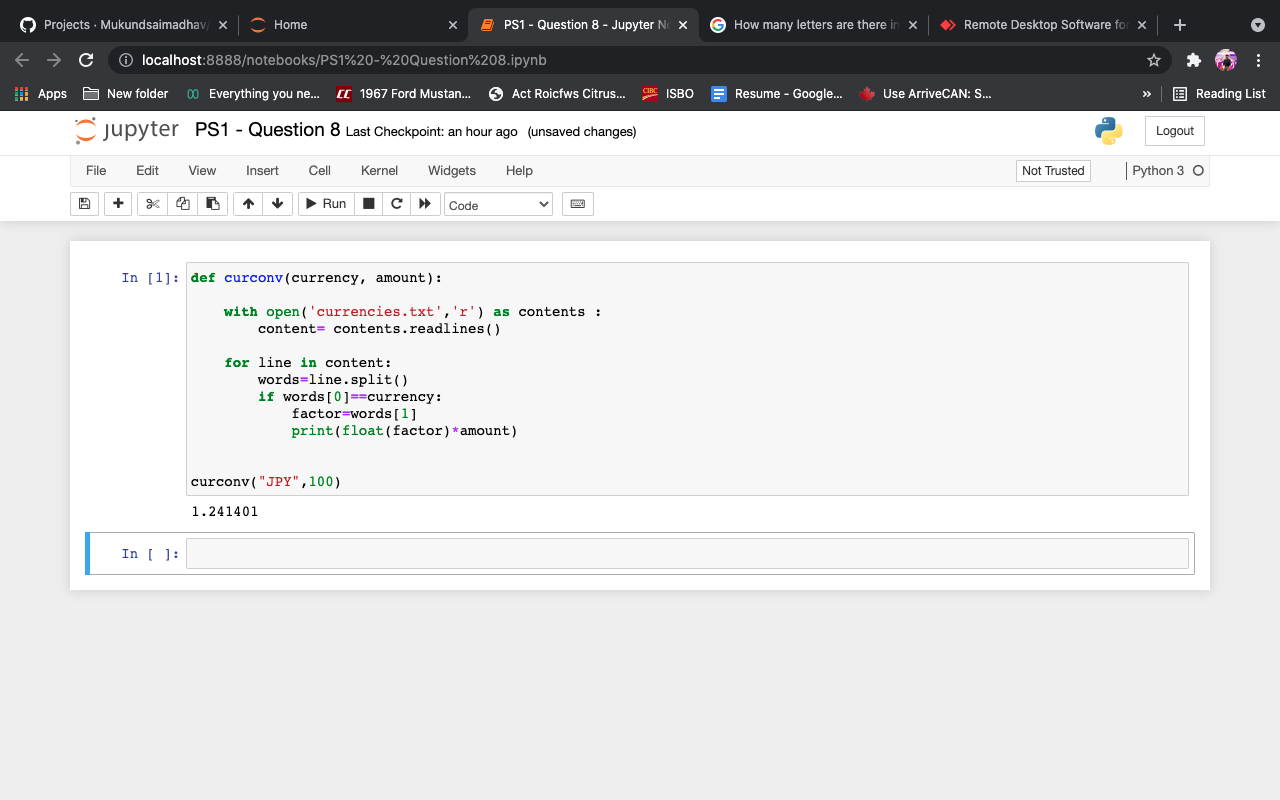 Projects · Mukundsaimadhav
Home
PS1 - Question 8 - Jupyter N
How many letters are there in
Remote Desktop Software fo
localhost:8888/notebooks/PS1%20-%20Question%208.ipynb
Apps
New folder
Everything you ne...
1967 Ford Mustan...
Act Roicfws Citrus...
CIBC
ISBO
Resume - Google...
Use ArriveCAN: S...
»
Reading List
jupyter PS1 - Question 8 Last Checkpoint: an hour ago (unsaved changes)
Logout
File Edit View Insert Cell Kernel Widgets Help
Not Trusted
Python 3
Run
Code
In [1]:
def curconv(currency, amount):
    with open('currencies.txt','r') as contents :
        content= contents.readlines()
    for line in content:
        words=line.split()
        if words[0]==currency:
            factor=words[1]
            print(float(factor)*amount)
curconv("JPY",100)
1.241401
In [ ]: